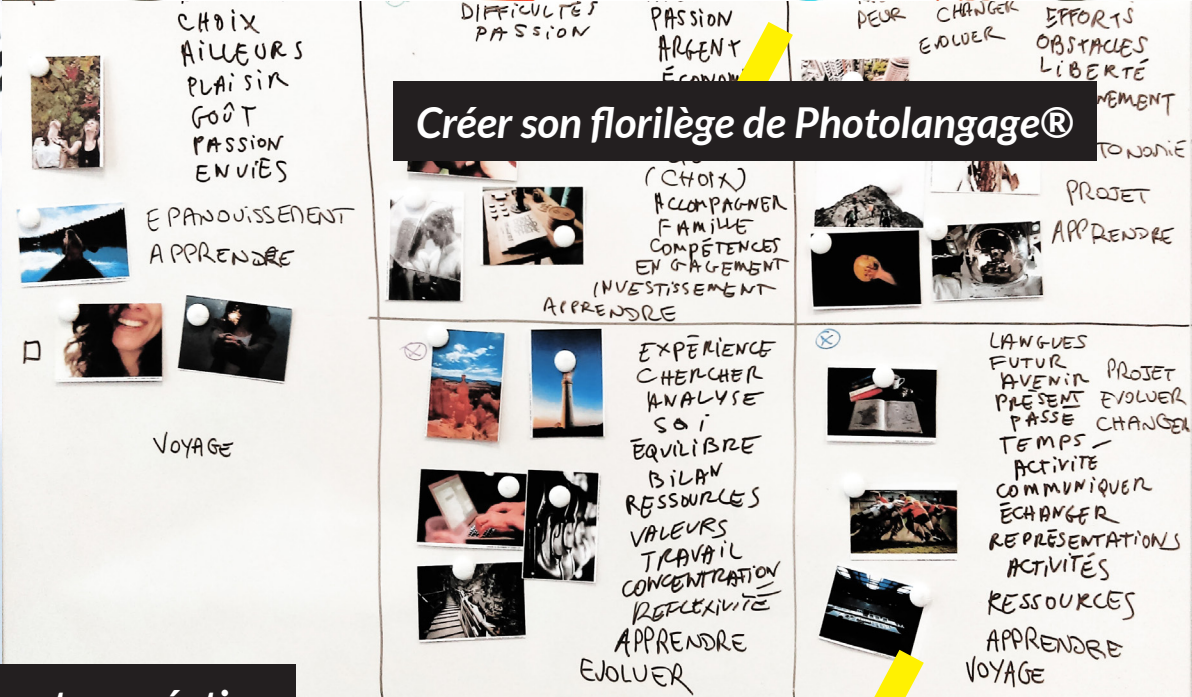 CHOIX
AILLEURS
PLAISIR
GOÛT
PASSION
ENVIES
EPANOUISSEMENT
APPRENDRE
VOYAGE
DIFFICULTÉS
PASSION
PASSION
ARGENT
PEUR
CHANGER
EVOLUER
EFFORTS
OBSTACLES
LIBERTÉ
Créer son florilège de Photolangage®
(CHOIX)
ACCOMPAGNER
FAMILLE
COMPÉTENCES
ENGAGEMENT
INVESTISSEMENT
APPRENDRE
PROJET
APPRENDRE
EXPÉRIENCE
CHERCHER
ANALYSE
SOI
ÉQUILIBRE
BILAN
RESSOURCES
VALEURS
TRAVAIL
CONCENTRATION
REFLEXIVITÉ
APPRENDRE
EVOLUER
LANGUES
FUTUR
AVENIR
PRÉSENT
PASSÉ
TEMPS
ACTIVITÉ
COMMUNIQUER
ÉCHANGER
REPRÉSENTATIONS
ACTIVITÉS
RESSOURCES
APPRENDRE
VOYAGE
PROJET
EVOLUER
CHANGER